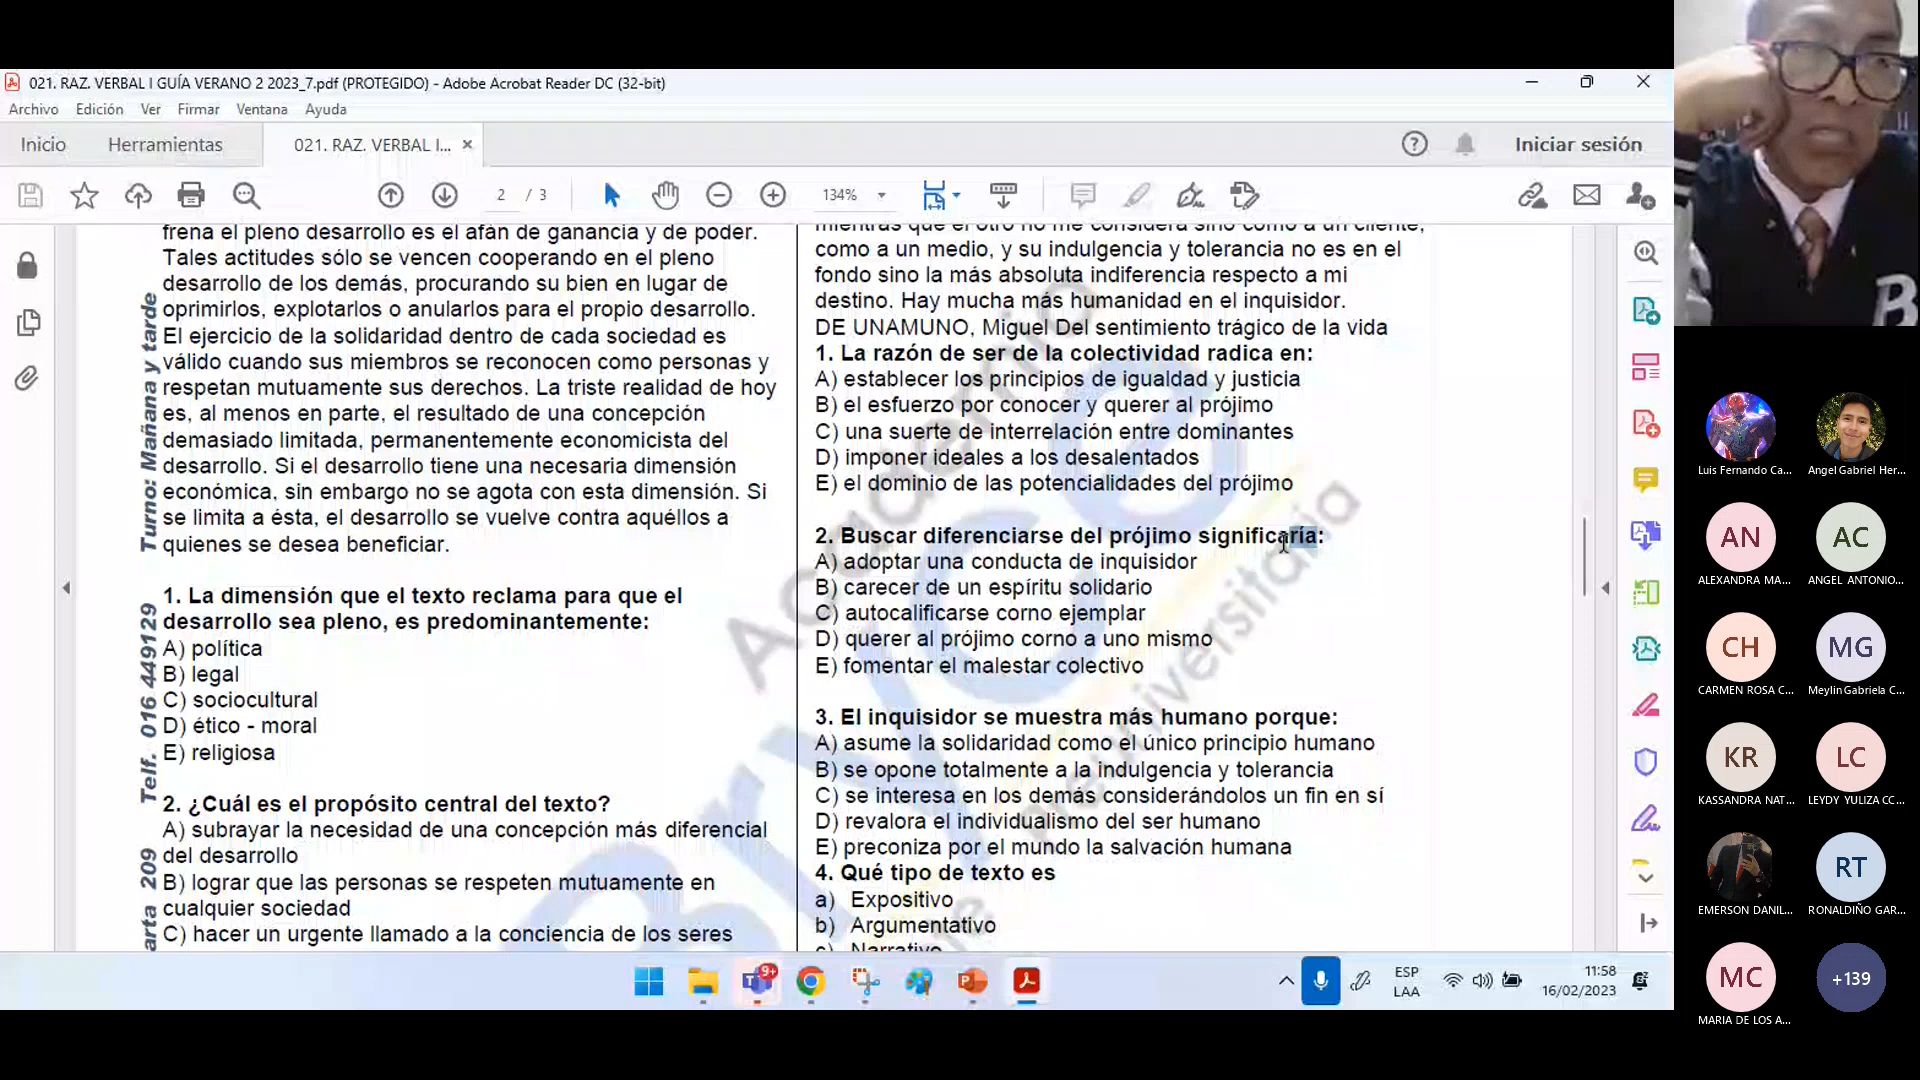 021. RAZ. VERBAL I GUÍA VERANO 2 2023_7.pdf (PROTEGIDO) - Adobe Acrobat Reader DC (32-bit)
Archivo Edición Ver Firmar Ventana Ayuda
Inicio Herramientas 021. RAZ. VERBAL I... Iniciar sesión
2 / 3 134%
frena el pleno desarrollo es el afán de ganancia y de poder.
Tales actitudes sólo se vencen cooperando en el pleno
desarrollo de los demás, procurando su bien en lugar de
oprimirlos, explotarlos o anularlos para el propio desarrollo.
El ejercicio de la solidaridad dentro de cada sociedad es
válido cuando sus miembros se reconocen como personas y
respetan mutuamente sus derechos. La triste realidad de hoy
es, al menos en parte, el resultado de una concepción
demasiado limitada, permanentemente economicista del
desarrollo. Si el desarrollo tiene una necesaria dimensión
económica, sin embargo no se agota con esta dimensión. Si
se limita a ésta, el desarrollo se vuelve contra aquéllos a
quienes se desea beneficiar.
1. La dimensión que el texto reclama para que el
desarrollo sea pleno, es predominantemente:
A) política
B) legal
C) sociocultural
D) ético - moral
E) religiosa
2. ¿Cuál es el propósito central del texto?
A) subrayar la necesidad de una concepción más diferencial
del desarrollo
B) lograr que las personas se respeten mutuamente en
cualquier sociedad
C) hacer un urgente llamado a la conciencia de los seres
Turno: Mañana y tarde
Telf. 016 449129
arta 209
mientras que el otro no me considera sino como a un cliente,
como a un medio, y su indulgencia y tolerancia no es en el
fondo sino la más absoluta indiferencia respecto a mi
destino. Hay mucha más humanidad en el inquisidor.
DE UNAMUNO, Miguel Del sentimiento trágico de la vida
1. La razón de ser de la colectividad radica en:
A) establecer los principios de igualdad y justicia
B) el esfuerzo por conocer y querer al prójimo
C) una suerte de interrelación entre dominantes
D) imponer ideales a los desalentados
E) el dominio de las potencialidades del prójimo
2. Buscar diferenciarse del prójimo significaría:
A) adoptar una conducta de inquisidor
B) carecer de un espíritu solidario
C) autocalificarse corno ejemplar
D) querer al prójimo corno a uno mismo
E) fomentar el malestar colectivo
3. El inquisidor se muestra más humano porque:
A) asume la solidaridad como el único principio humano
B) se opone totalmente a la indulgencia y tolerancia
C) se interesa en los demás considerándolos un fin en sí
D) revalora el individualismo del ser humano
E) preconiza por el mundo la salvación humana
4. Qué tipo de texto es
a) Expositivo
b) Argumentativo
c) Narrativo
Academia
Bryce
Preuniversitaria
B
Luis Fernando Ca... Angel Gabriel Her...
AN AC
ALEXANDRA MA... ANGEL ANTONIO...
CH MG
CARMEN ROSA C... Meylin Gabriela C...
KR LC
KASSANDRA NAT... LEYDY YULIZA CC...
RT
EMERSON DANIL... RONALDIÑO GAR...
MC +139
MARIA DE LOS A...
9+
ESP
LAA
11:58
16/02/2023